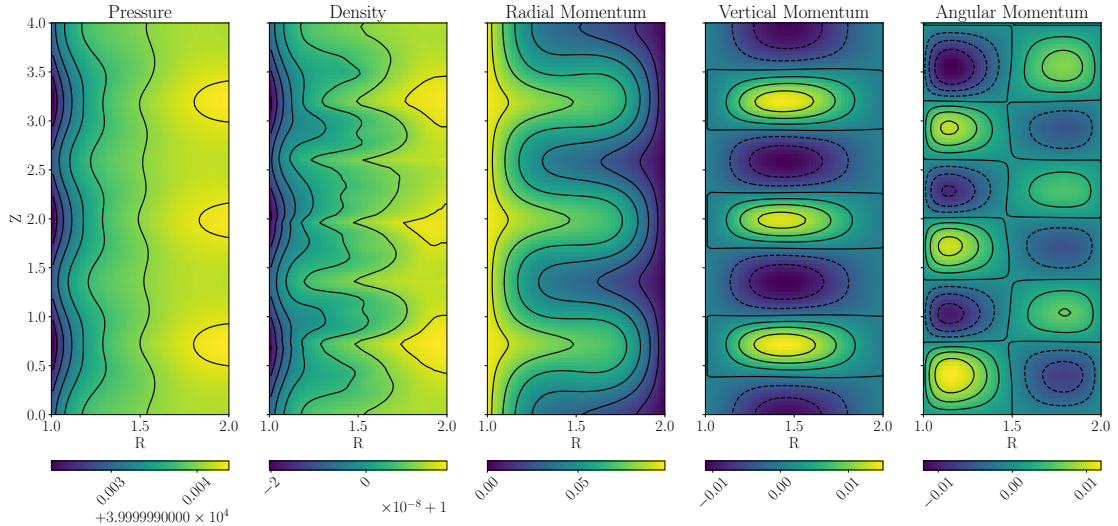 Pressure
Density
Radial Momentum
Vertical Momentum
Angular Momentum
4.0
3.5
3.0
2.5
2.0
1.5
1.0
0.5
0.0
Z
1.0 1.5 2.0
1.0 1.5 2.0
1.0 1.5 2.0
1.0 1.5 2.0
1.0 1.5 2.0
R
R
R
R
R
0.003 0.004
+3.9999990000 × 10⁴
−2 0
×10⁻⁸ + 1
0.00 0.05
−0.01 0.00 0.01
−0.01 0.00 0.01